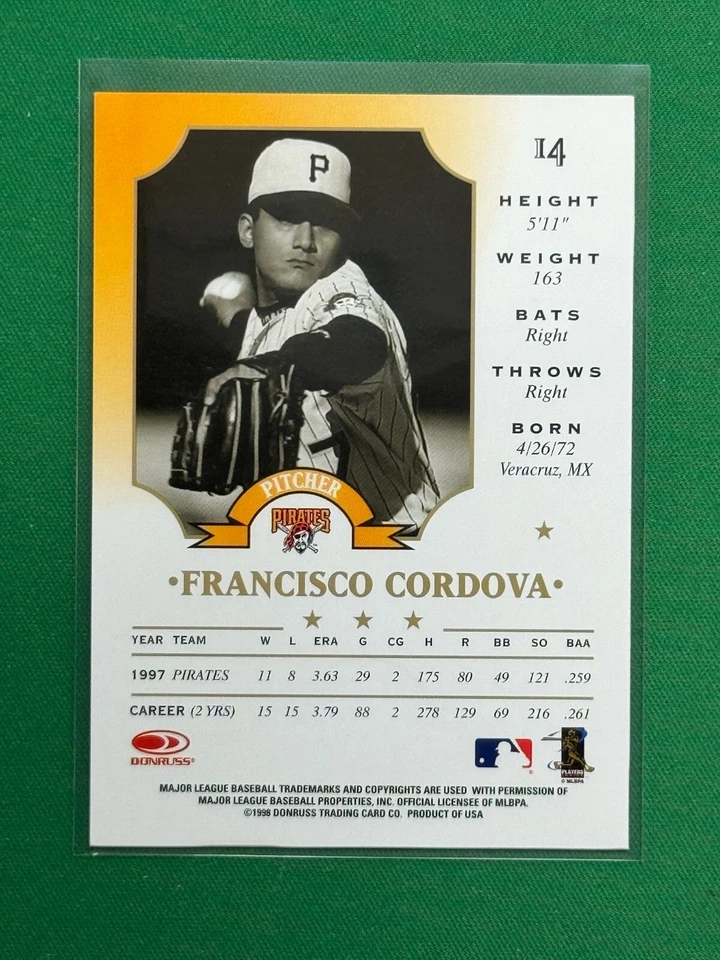 P
14
HEIGHT
5'11"
WEIGHT
163
BATS
Right
THROWS
Right
BORN
4/26/72
Veracruz, MX
PITCHER
PIRATES
•FRANCISCO CORDOVA•
YEAR TEAM W L ERA G CG H R BB SO BAA
1997 PIRATES 11 8 3.63 29 2 175 80 49 121 .259
CAREER (2 YRS) 15 15 3.79 88 2 278 129 69 216 .261
DONRUSS®
PLAYERS
© MLBPA
MAJOR LEAGUE BASEBALL TRADEMARKS AND COPYRIGHTS ARE USED WITH PERMISSION OF
MAJOR LEAGUE BASEBALL PROPERTIES, INC. OFFICIAL LICENSEE OF MLBPA.
©1998 DONRUSS TRADING CARD CO. PRODUCT OF USA